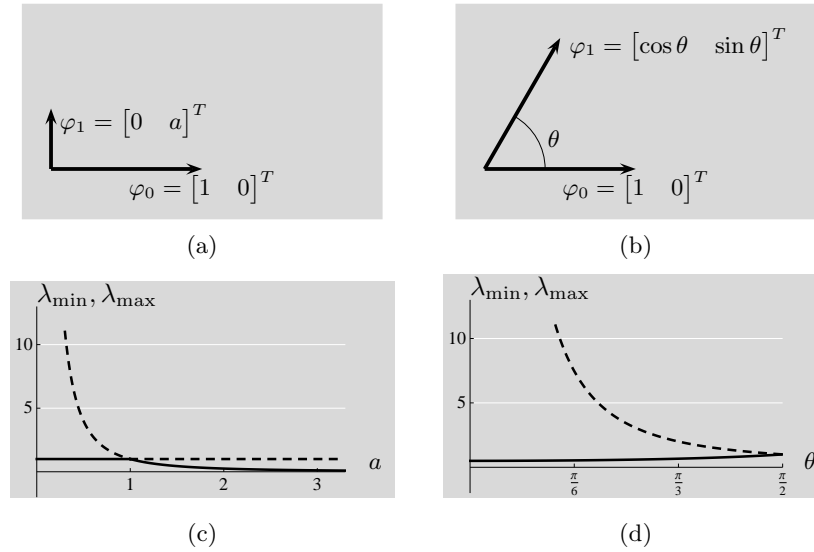 φ₁ = [0 a]ᵀ
φ₀ = [1 0]ᵀ
(a)
φ₁ = [cos θ sin θ]ᵀ
θ
φ₀ = [1 0]ᵀ
(b)
λmin, λmax
10
5
1 2 3
a
(c)
λmin, λmax
10
5
π/6 π/3 π/2
θ
(d)